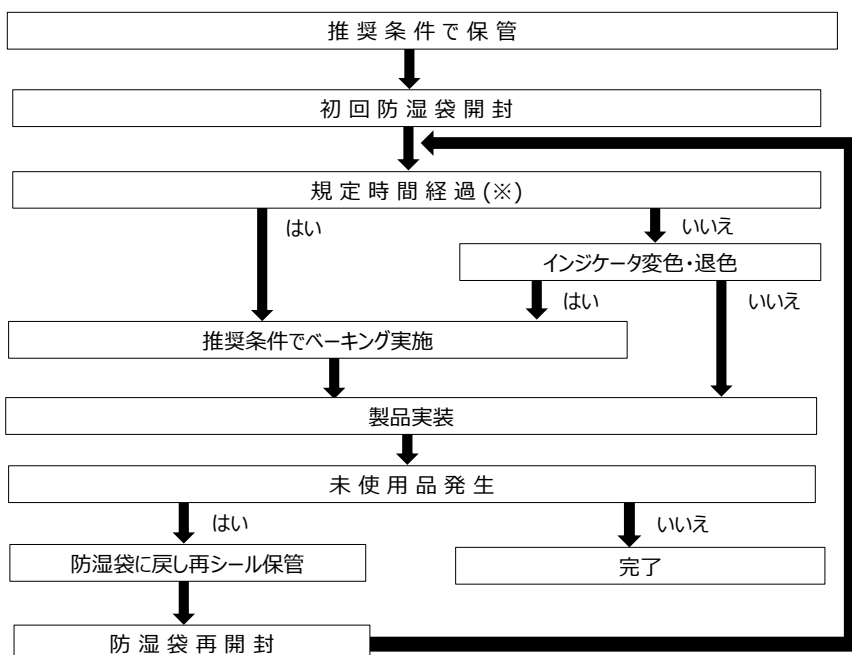 推奨条件で保管
初回防湿袋開封
規定時間経過(※)
はい
いいえ
インジケータ変色・退色
はい
いいえ
推奨条件でベーキング実施
製品実装
未使用品発生
はい
いいえ
防湿袋に戻し再シール保管
完了
防湿袋再開封